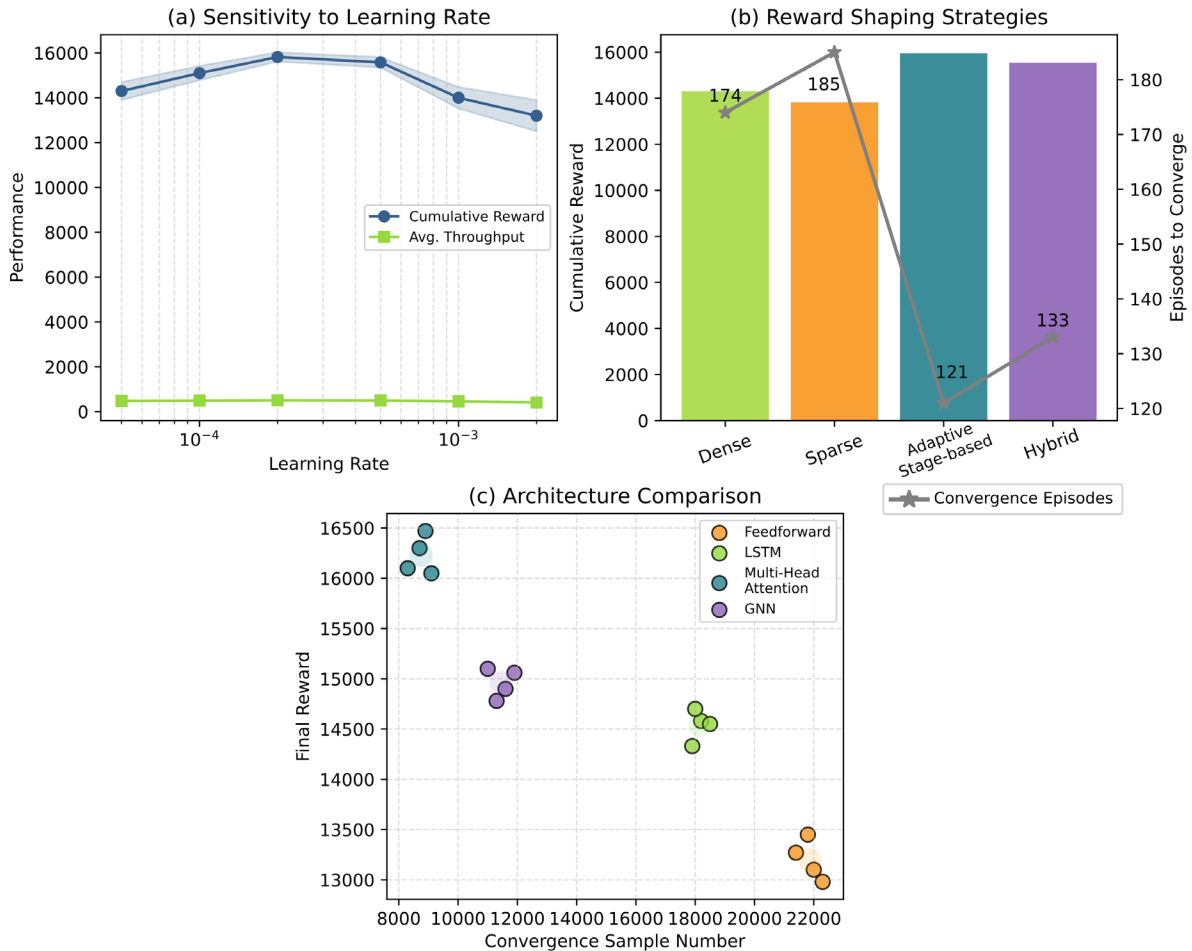 (a) Sensitivity to Learning Rate
16000
14000
12000
10000
8000
6000
4000
2000
0
Performance
Cumulative Reward
Avg. Throughput
10⁻⁴
10⁻³
Learning Rate
(b) Reward Shaping Strategies
16000
14000
12000
10000
8000
6000
4000
2000
0
Cumulative Reward
174
185
121
133
180
170
160
150
140
130
120
Episodes to Converge
Dense
Sparse
Adaptive
Stage-based
Hybrid
Convergence Episodes
(c) Architecture Comparison
16500
16000
15500
15000
14500
14000
13500
13000
Final Reward
Feedforward
LSTM
Multi-Head
Attention
GNN
8000 10000 12000 14000 16000 18000 20000 22000
Convergence Sample Number